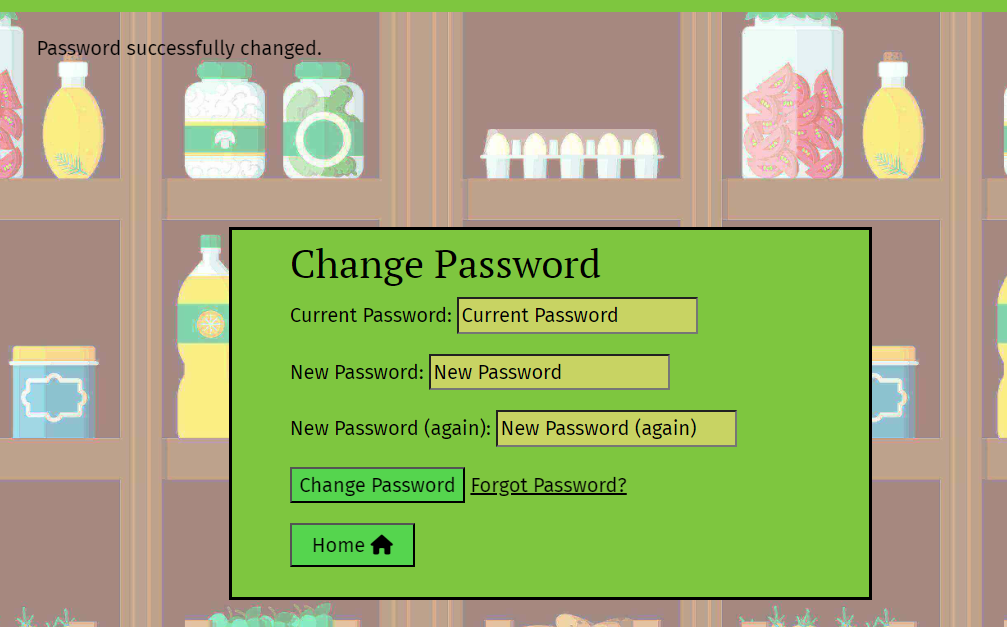 Password successfully changed.
Change Password
Current Password: Current Password
New Password: New Password
New Password (again): New Password (again)
Change Password Forgot Password?
Home